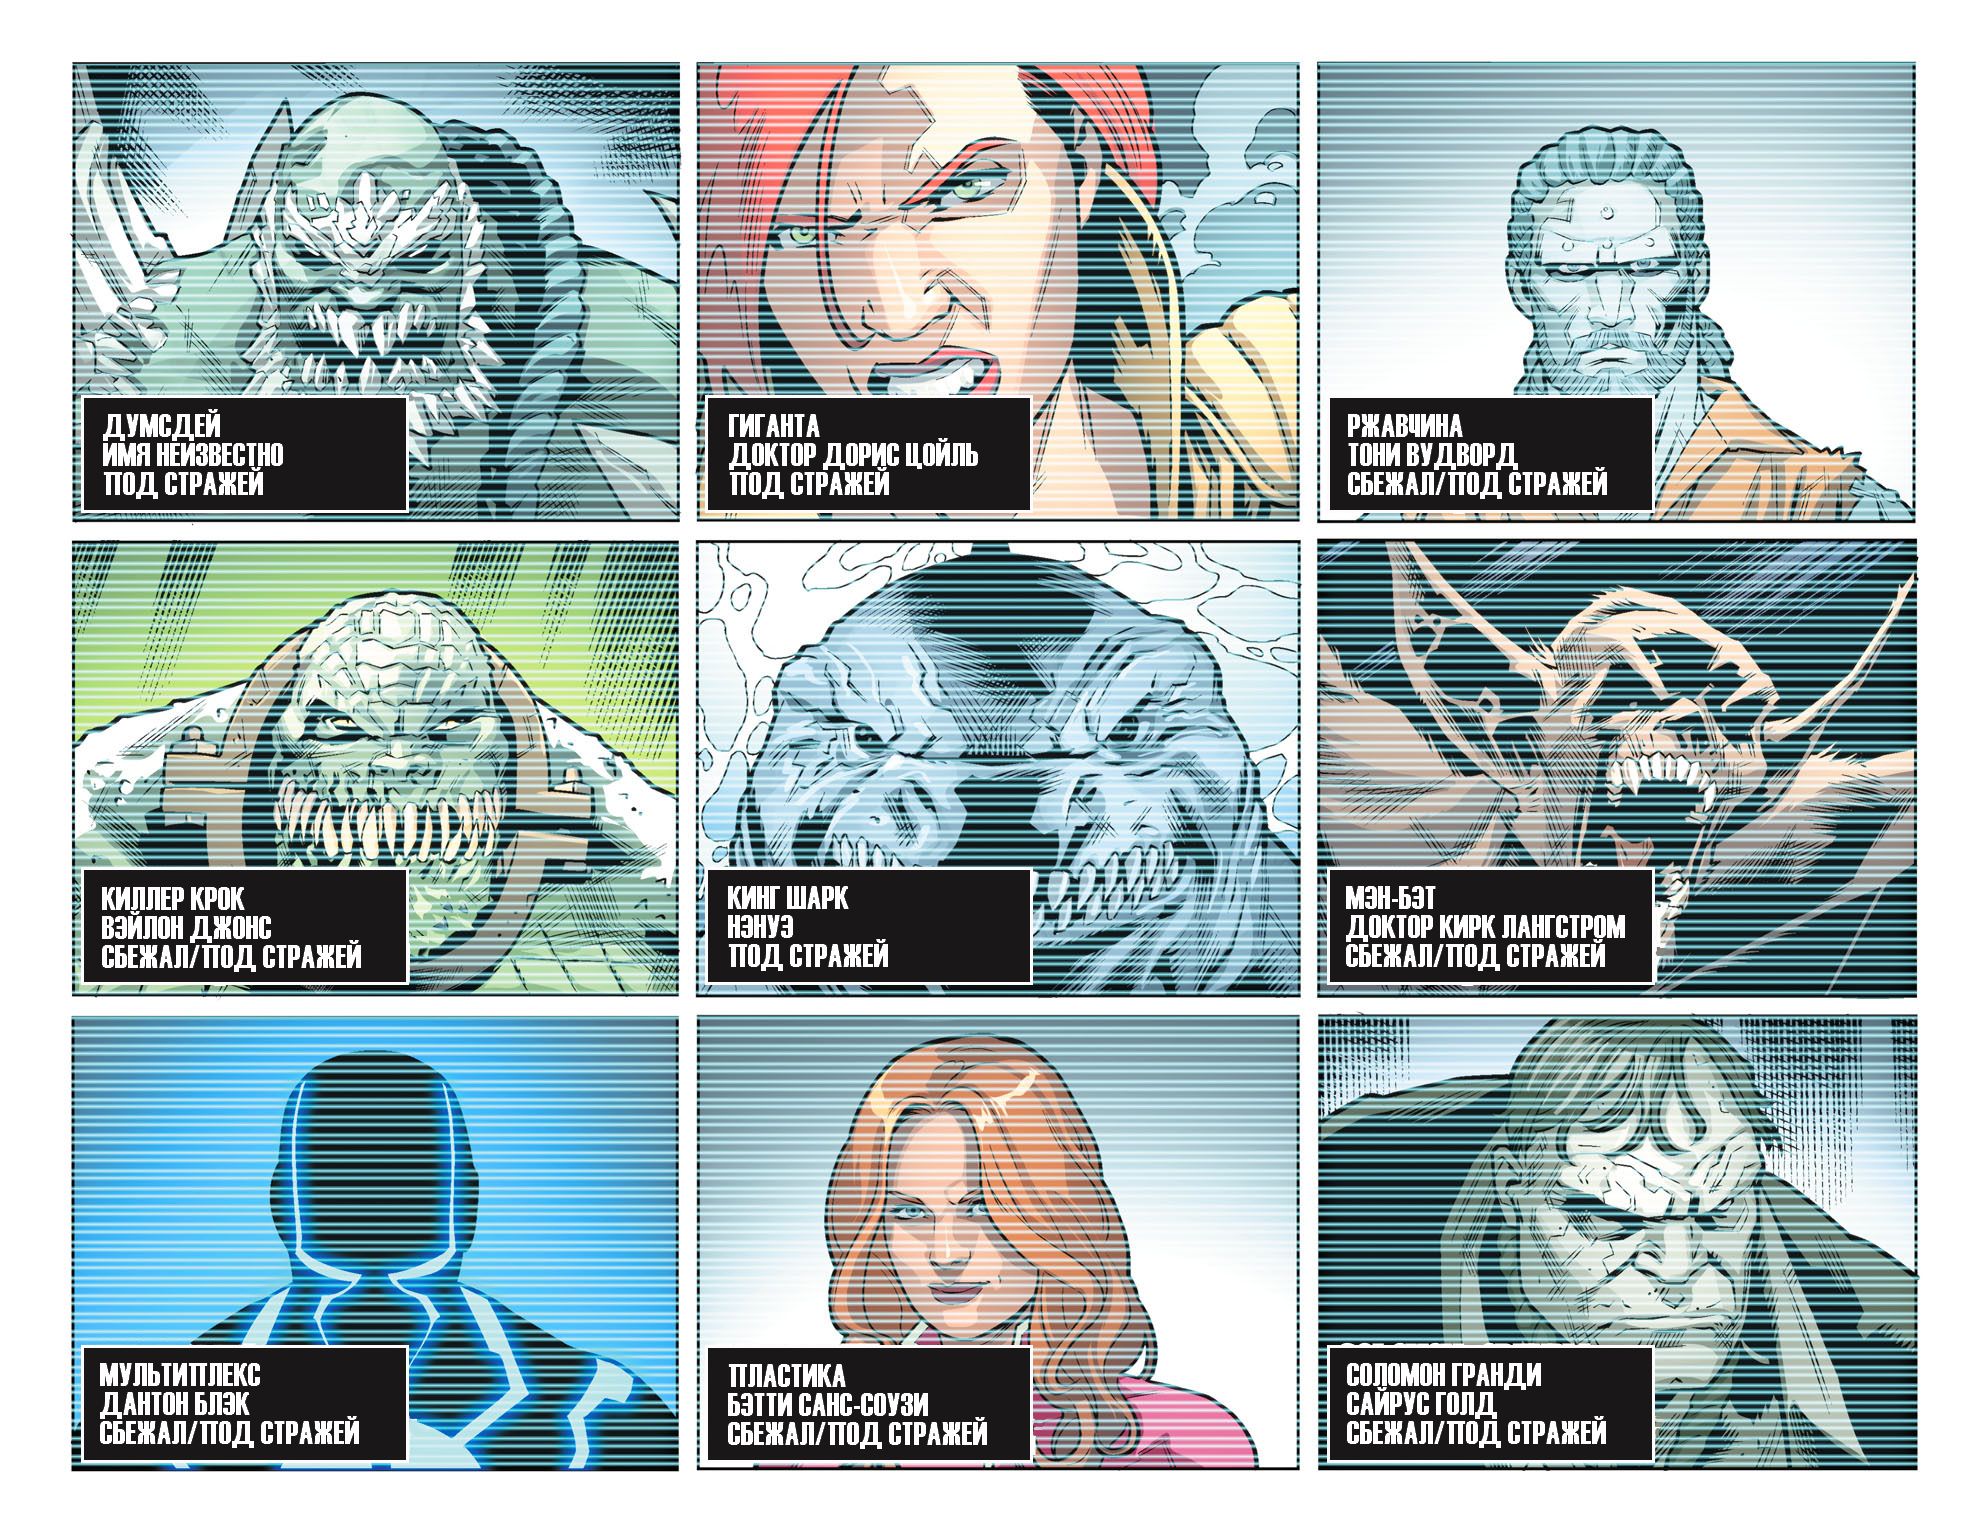 ДУМСДЕЙ
ИМЯ НЕИЗВЕСТНО
ПОД СТРАЖЕЙ
ГИГАНТА
ДОКТОР ДОРИС ЦОЙЛЬ
ПОД СТРАЖЕЙ
РЖАВЧИНА
ТОНИ ВУДВОРД
СБЕЖАЛ/ПОД СТРАЖЕЙ
КИЛЛЕР КРОК
ВЭЙЛОН ДЖОНС
СБЕЖАЛ/ПОД СТРАЖЕЙ
КИНГ ШАРК
НЭНУЭ
ПОД СТРАЖЕЙ
МЭН-БЭТ
ДОКТОР КИРК ЛАНГСТРОМ
СБЕЖАЛ/ПОД СТРАЖЕЙ
МУЛЬТИПЛЕКС
ДАНТОН БЛЭК
СБЕЖАЛ/ПОД СТРАЖЕЙ
ПЛАСТИКА
БЭТТИ САНС-СОУЗИ
СБЕЖАЛ/ПОД СТРАЖЕЙ
СОЛОМОН ГРАНДИ
САЙРУС ГОЛД
СБЕЖАЛ/ПОД СТРАЖЕЙ